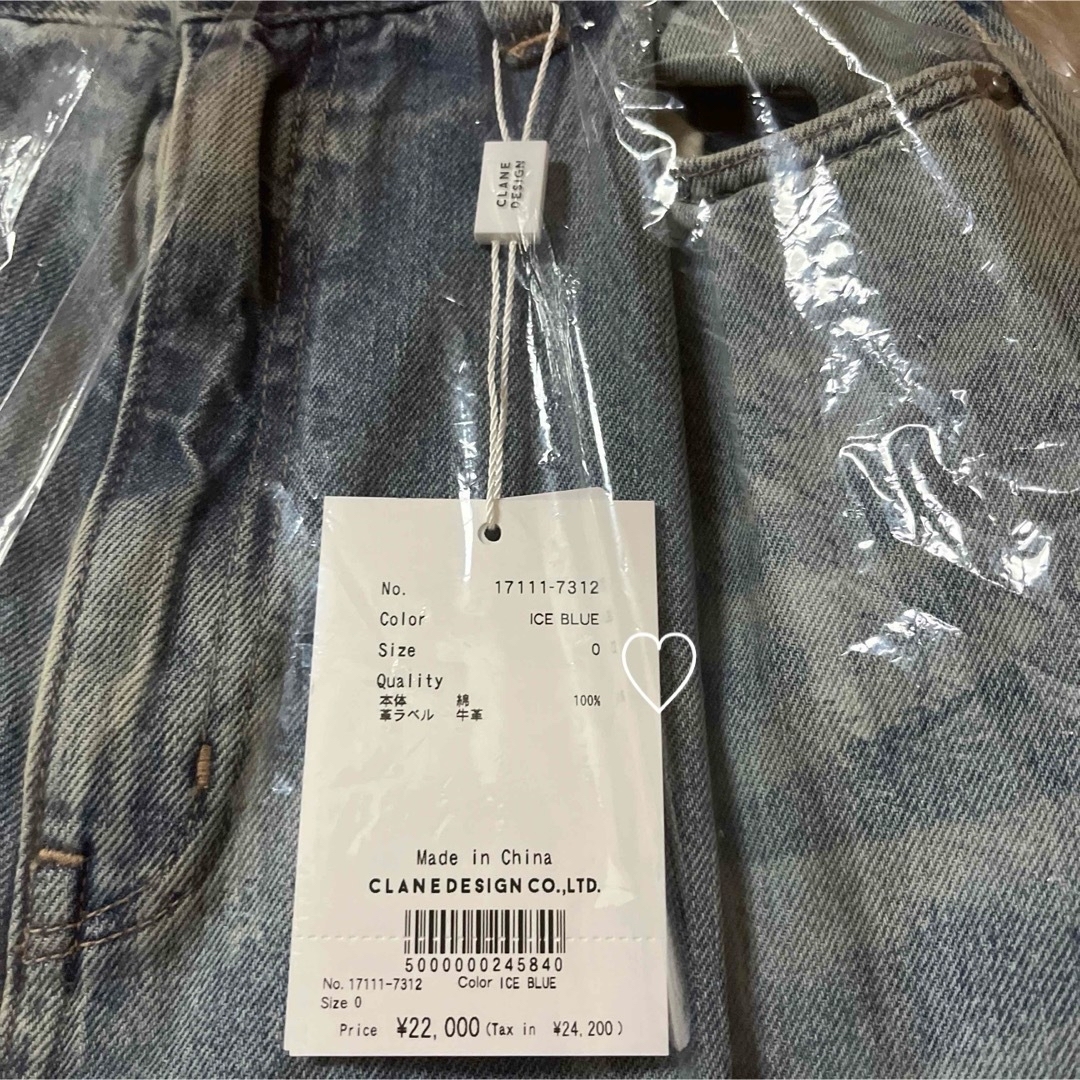 CLANE
DESIGN
No. 17111-7312
Color ICE BLUE
Size 0
Quality
本体 綿 100%
革ラベル 牛革
Made in China
CLANEDESIGN CO.,LTD.
5000000245840
No. 17111-7312 Color ICE BLUE
Size 0
Price ¥22,000 (Tax in ¥24,200)